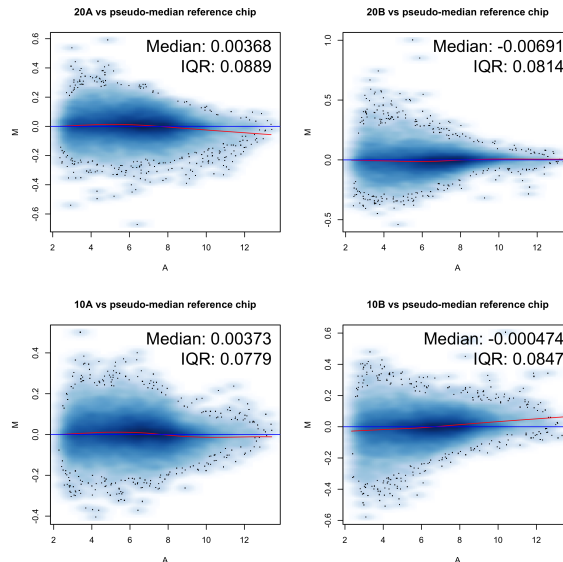 20A vs pseudo-median reference chip
Median: 0.00368
IQR: 0.0889
M
0.6
0.4
0.2
0.0
-0.2
-0.4
-0.6
2 4 6 8 10 12
A
20B vs pseudo-median reference chip
Median: -0.00691
IQR: 0.0814
M
1.0
0.5
0.0
-0.5
2 4 6 8 10 12
A
10A vs pseudo-median reference chip
Median: 0.00373
IQR: 0.0779
M
0.4
0.2
0.0
-0.2
-0.4
2 4 6 8 10 12
A
10B vs pseudo-median reference chip
Median: -0.000474
IQR: 0.0847
M
0.6
0.4
0.2
0.0
-0.2
-0.4
-0.6
2 4 6 8 10 12
A